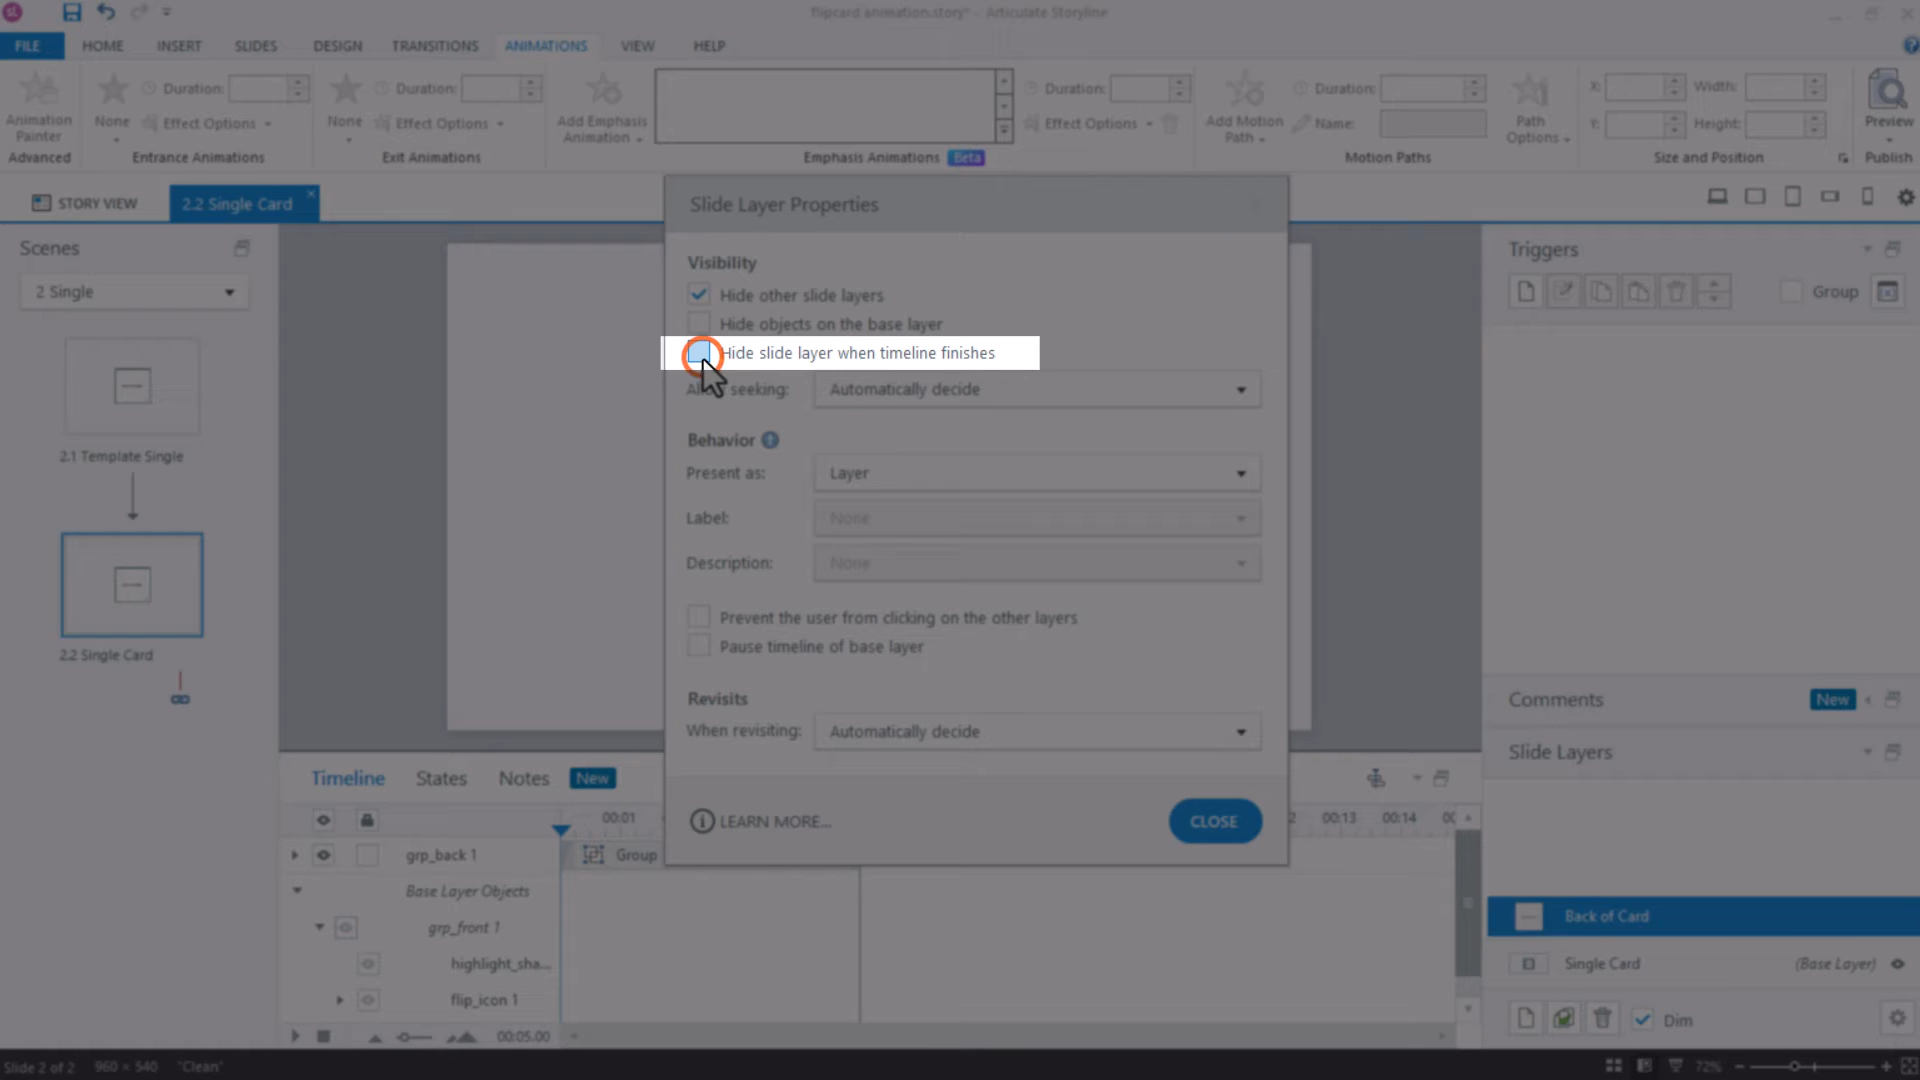 flipcard animation.story* - Articulate Storyline
FILE HOME INSERT SLIDES DESIGN TRANSITIONS ANIMATIONS VIEW HELP
Animation Painter
Advanced
None
Duration:
Effect Options
Entrance Animations
None
Duration:
Effect Options
Exit Animations
Add Emphasis Animation
Duration:
Effect Options
Emphasis Animations Beta
Add Motion Path
Duration:
Name:
Path Options
Motion Paths
X: Width:
Y: Height:
Size and Position
Preview
Publish
STORY VIEW 2.2 Single Card
Scenes
2 Single
2.1 Template Single
2.2 Single Card
Slide Layer Properties
Visibility
Hide other slide layers
Hide objects on the base layer
Hide slide layer when timeline finishes
seeking: Automatically decide
Behavior
Present as: Layer
Label: None
Description: None
Prevent the user from clicking on the other layers
Pause timeline of base layer
Revisits
When revisiting: Automatically decide
LEARN MORE...
CLOSE
Triggers
Group
Comments New
Slide Layers
Back of Card
Single Card (Base Layer)
Dim
Timeline States Notes New
00:01 2 00:13 00:14
grp_back 1 Group
Base Layer Objects
grp_front 1
highlight_sha...
flip_icon 1
00:05.00
Slide 2 of 2 960 × 540 "Clean" 72%